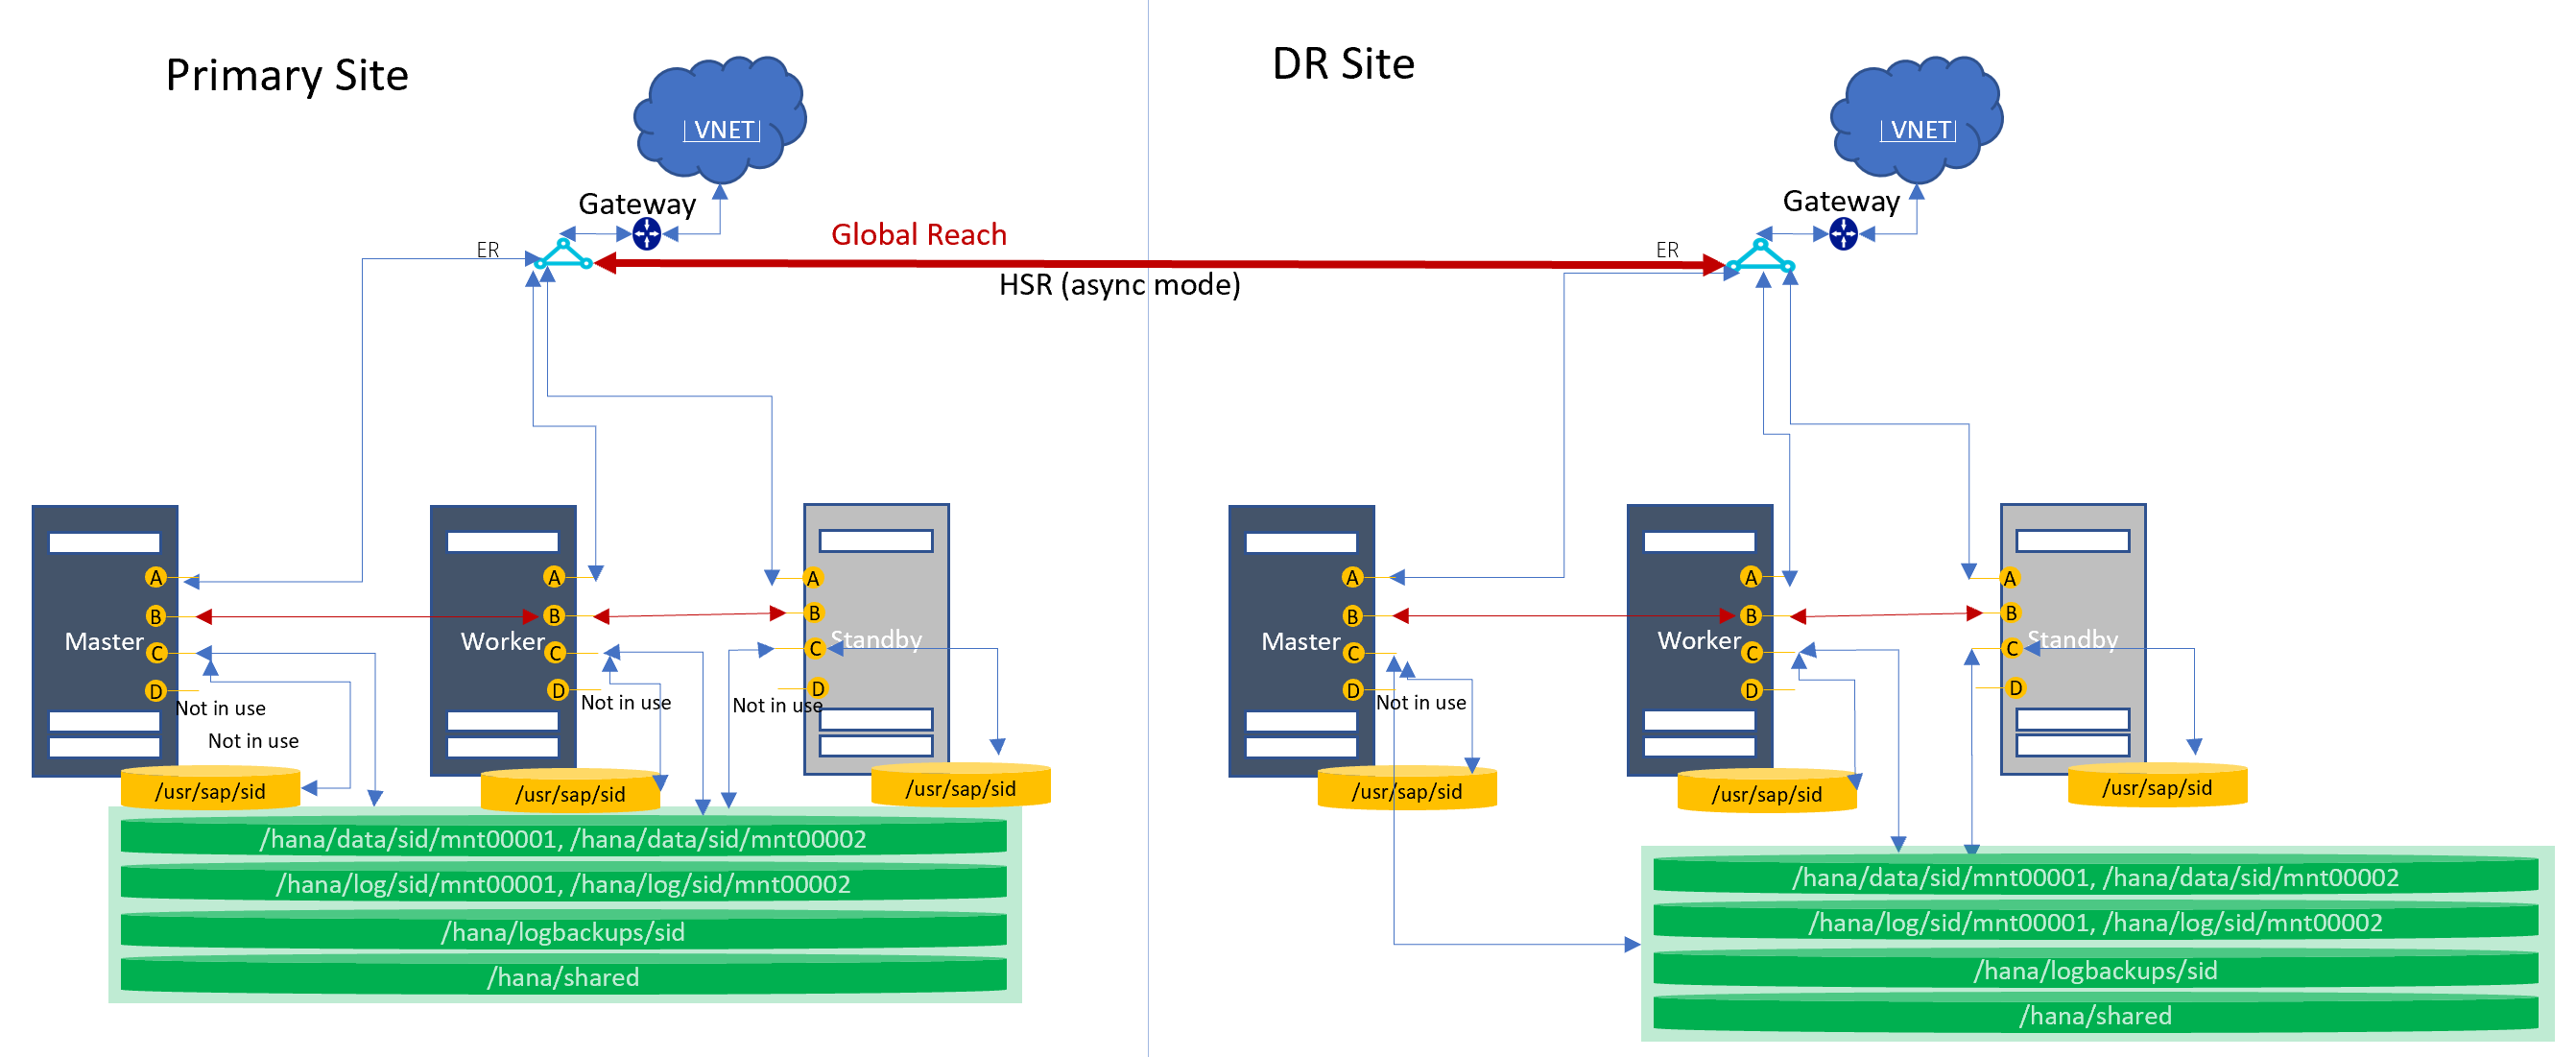 Primary Site
DR Site
VNET
VNET
Gateway
Gateway
Global Reach
ER
ER
HSR (async mode)
A
B
Master
C
D
Not in use
Not in use
/usr/sap/sid
A
B
Worker
C
D
Not in use
/usr/sap/sid
A
B
Standby
C
D
Not in use
/usr/sap/sid
/hana/data/sid/mnt00001, /hana/data/sid/mnt00002
/hana/log/sid/mnt00001, /hana/log/sid/mnt00002
/hana/logbackups/sid
/hana/shared
A
B
Master
C
D
Not in use
/usr/sap/sid
A
B
Worker
C
D
/usr/sap/sid
A
B
Standby
C
D
/usr/sap/sid
/hana/data/sid/mnt00001, /hana/data/sid/mnt00002
/hana/log/sid/mnt00001, /hana/log/sid/mnt00002
/hana/logbackups/sid
/hana/shared